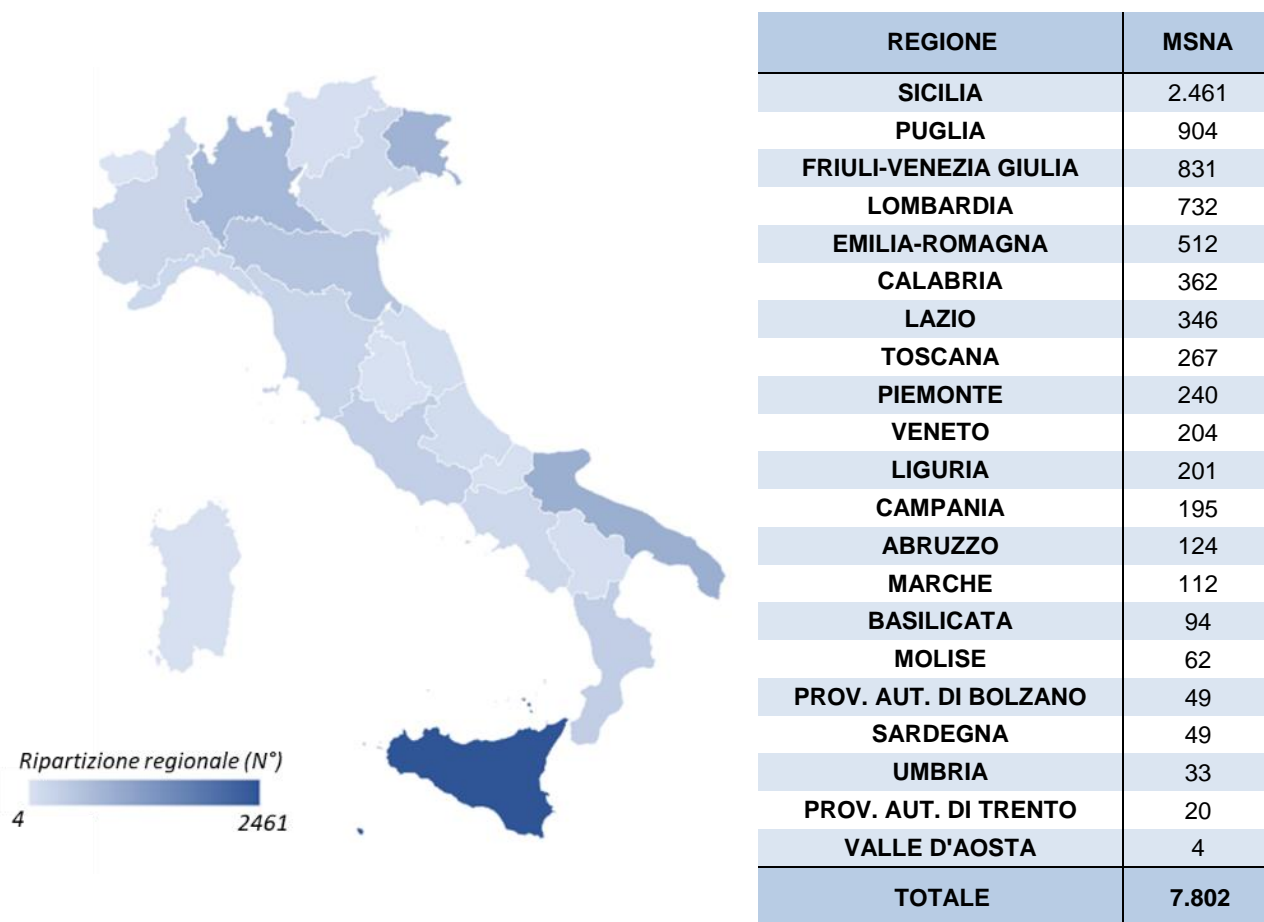 REGIONE MSNA
SICILIA 2.461
PUGLIA 904
FRIULI-VENEZIA GIULIA 831
LOMBARDIA 732
EMILIA-ROMAGNA 512
CALABRIA 362
LAZIO 346
TOSCANA 267
PIEMONTE 240
VENETO 204
LIGURIA 201
CAMPANIA 195
ABRUZZO 124
MARCHE 112
BASILICATA 94
MOLISE 62
PROV. AUT. DI BOLZANO 49
SARDEGNA 49
UMBRIA 33
PROV. AUT. DI TRENTO 20
VALLE D'AOSTA 4
TOTALE 7.802
Ripartizione regionale (N°)
4 2461